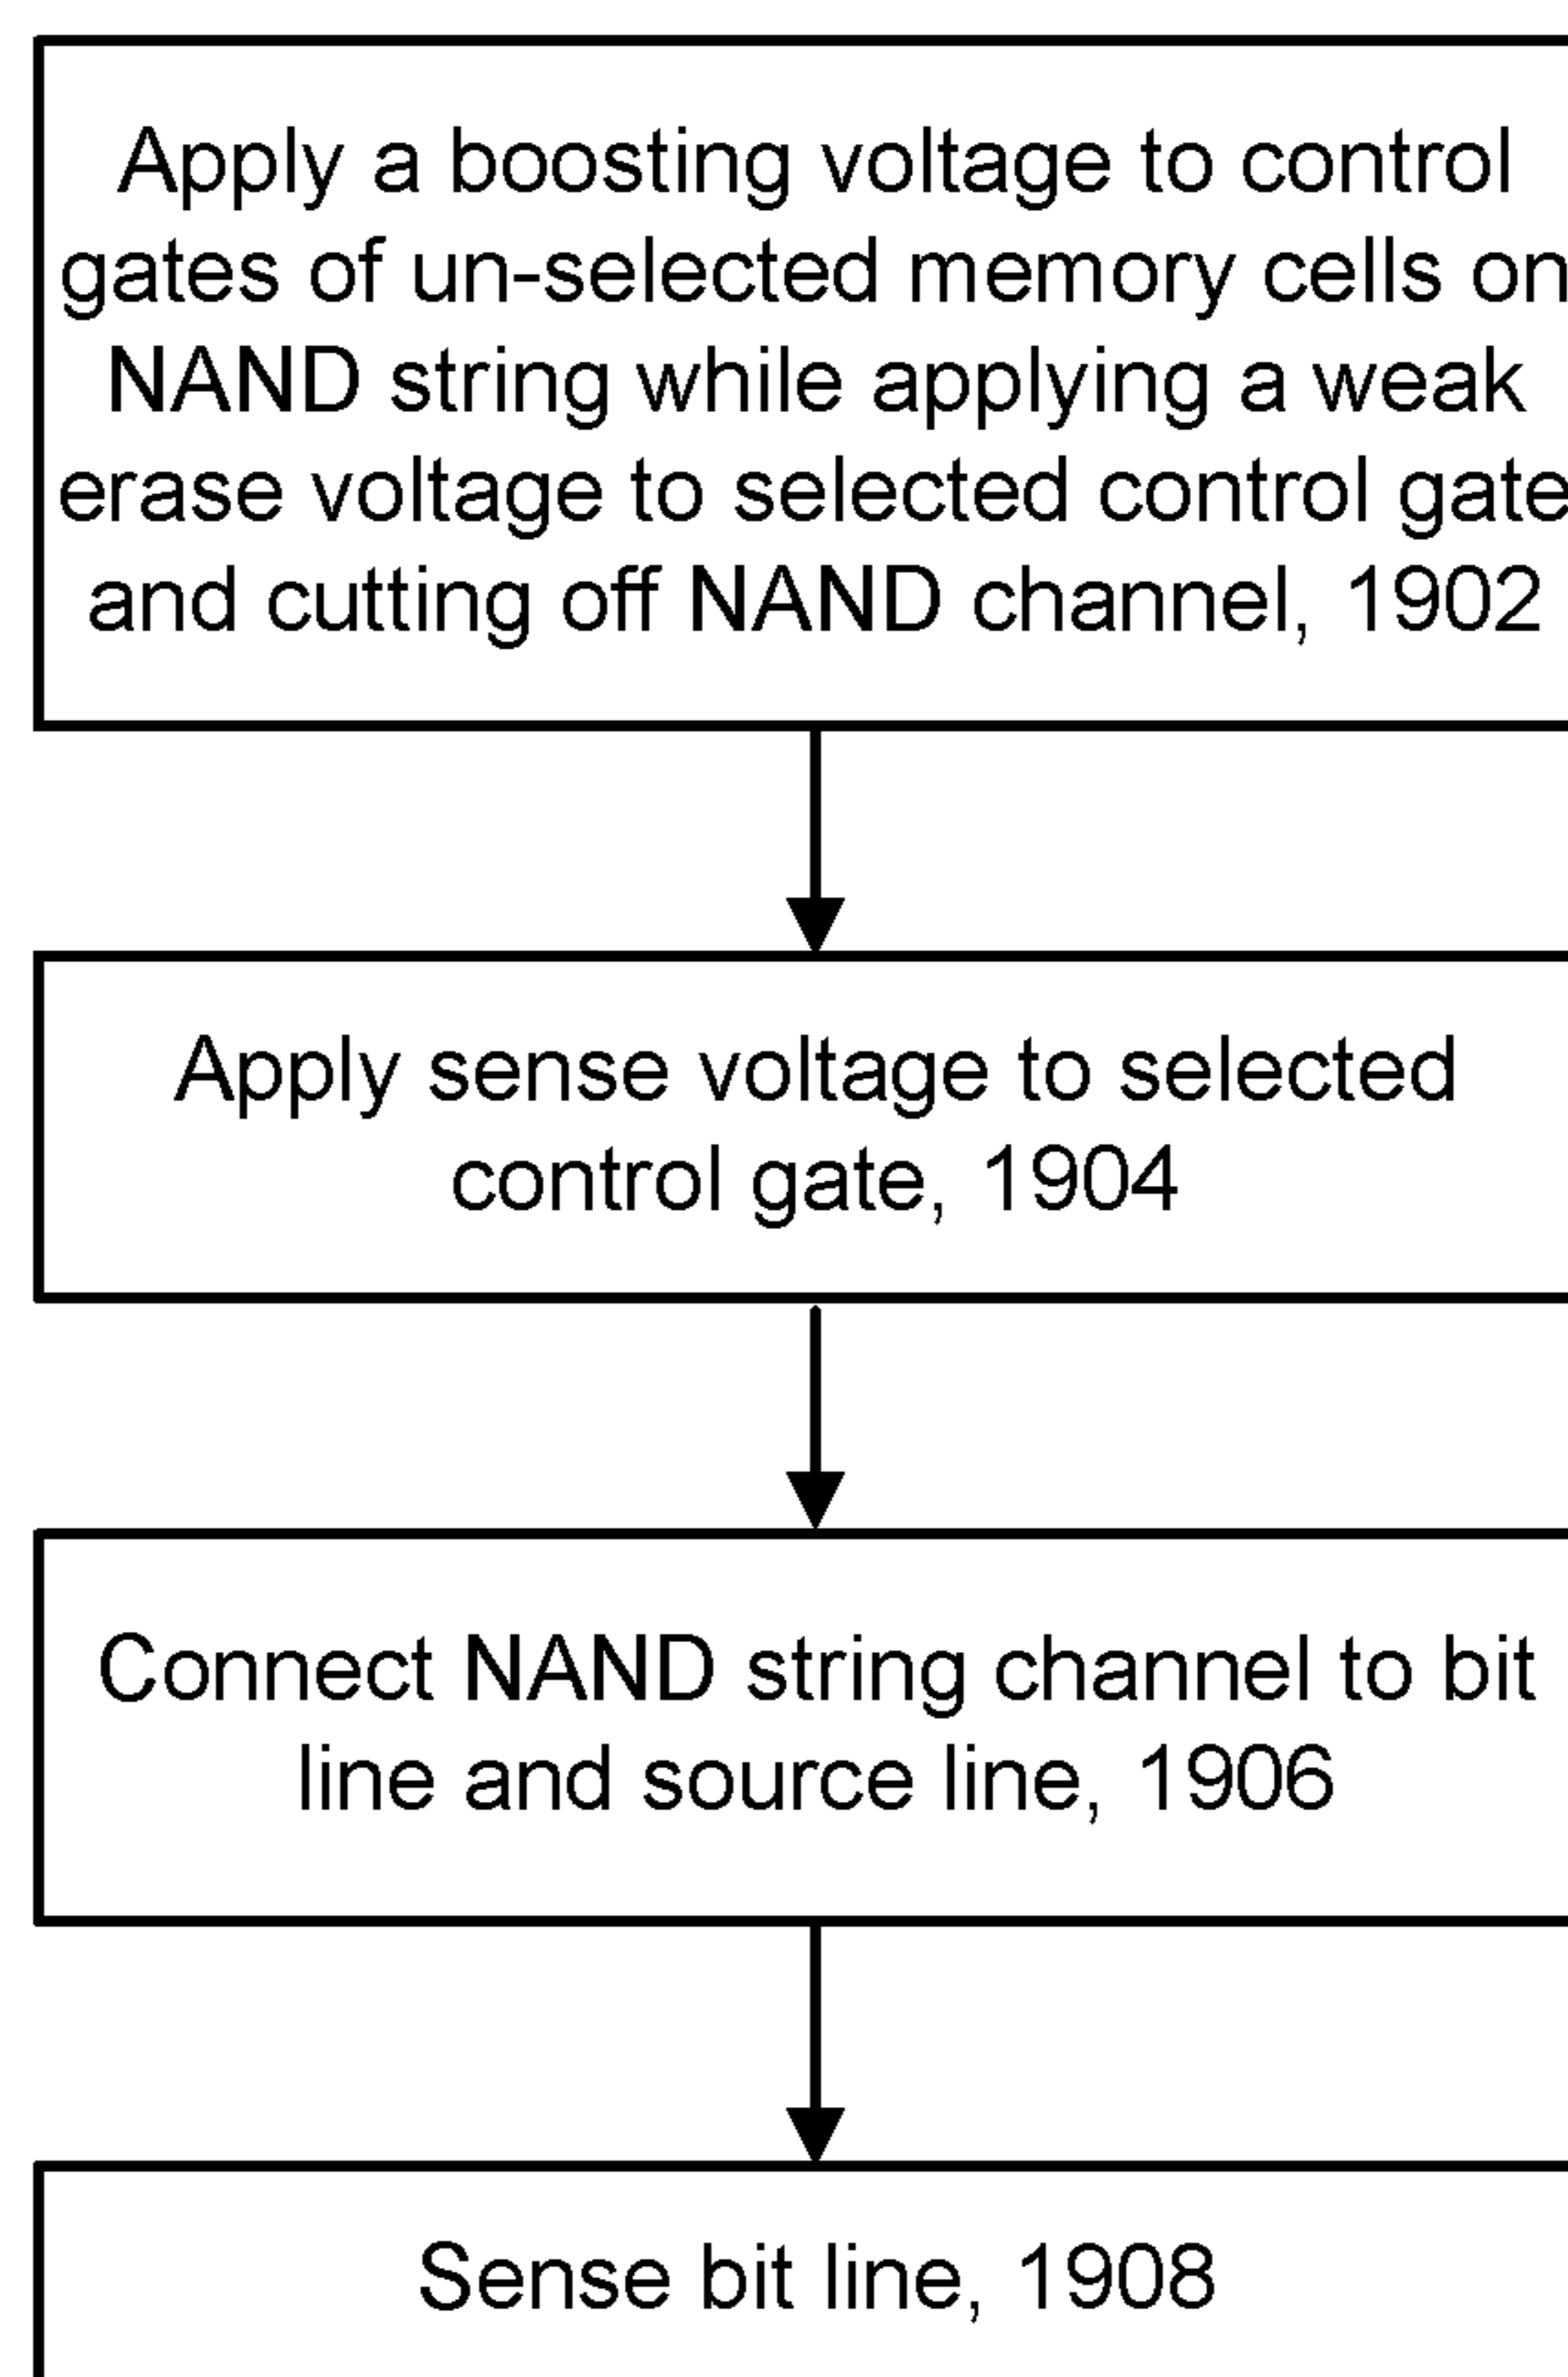 Apply a boosting voltage to control
gates of un-selected memory cells on
NAND string while applying a weak
erase voltage to selected control gate
and cutting off NAND channel, 1902
Apply sense voltage to selected
control gate, 1904
Connect NAND string channel to bit
line and source line, 1906
Sense bit line, 1908